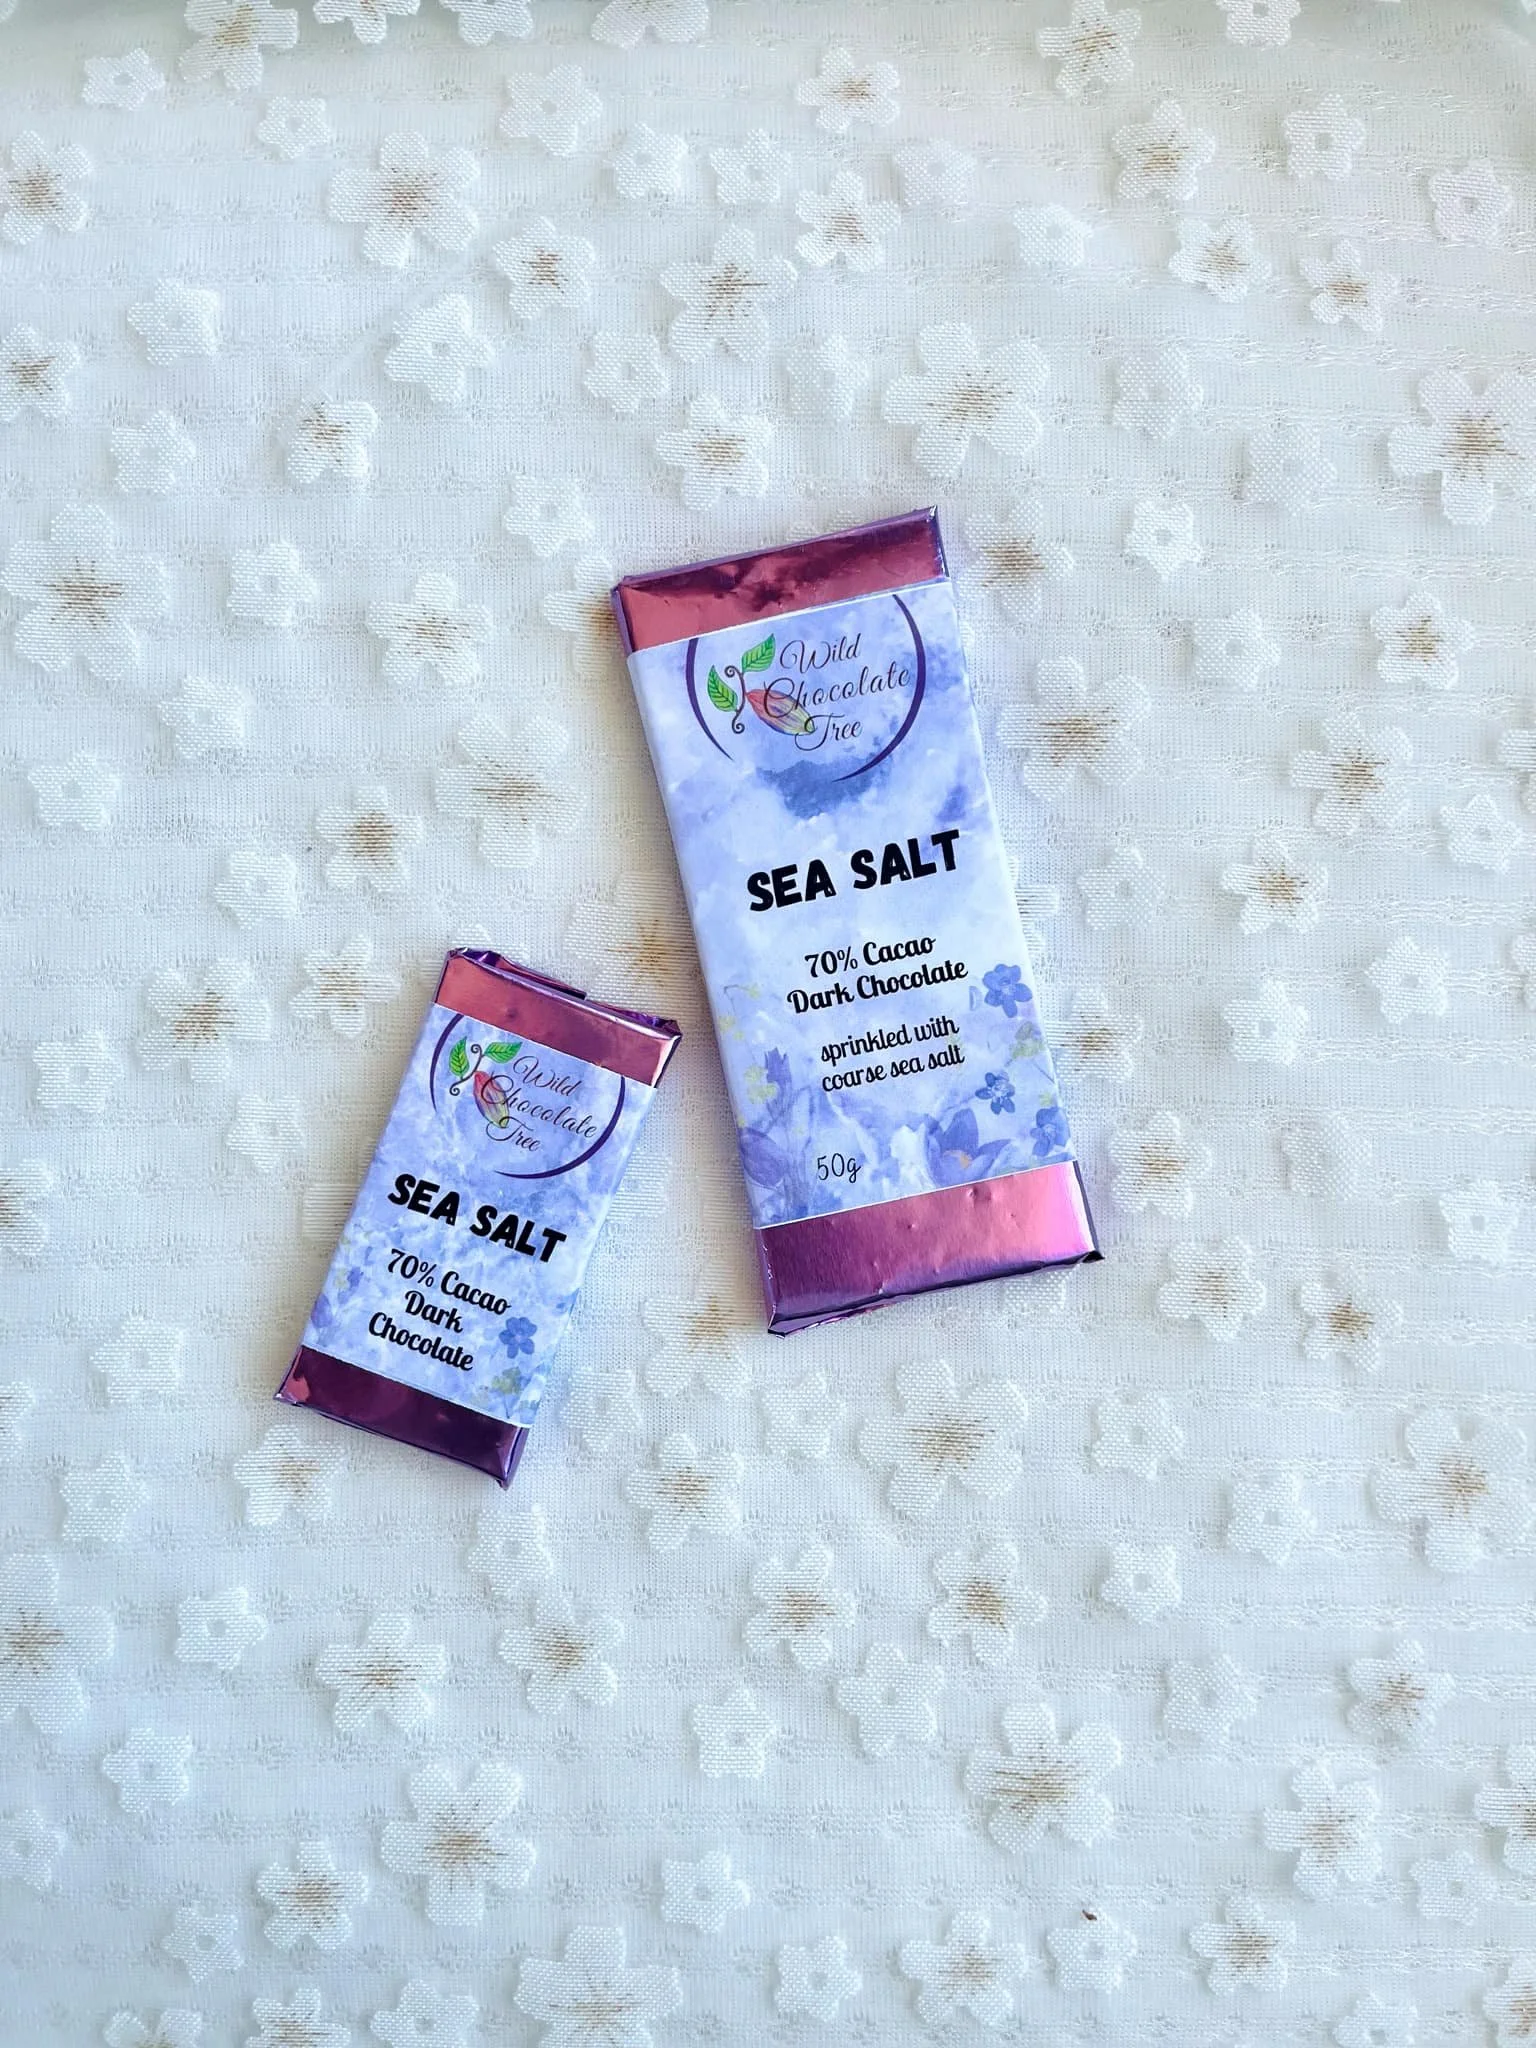 Wild
Chocolate
Tree
SEA SALT
70% Cacao
Dark Chocolate
sprinkled with
coarse sea salt
50g
Wild
Chocolate
Tree
SEA SALT
70% Cacao
Dark
Chocolate